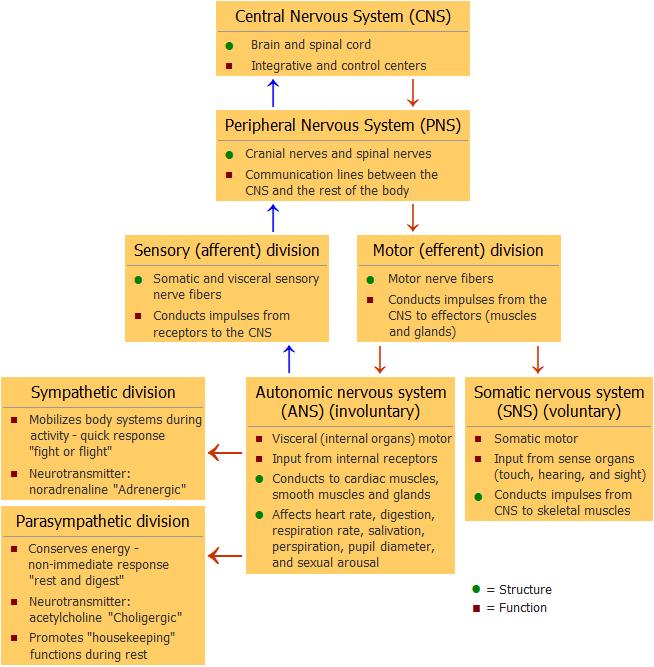 Central Nervous System (CNS)
Brain and spinal cord
Integrative and control centers
Peripheral Nervous System (PNS)
Cranial nerves and spinal nerves
Communication lines between the
CNS and the rest of the body
Sensory (afferent) division
Somatic and visceral sensory
nerve fibers
Conducts impulses from
receptors to the CNS
Motor (efferent) division
Motor nerve fibers
Conducts impulses from the
CNS to effectors (muscles
and glands)
Sympathetic division
Mobilizes body systems during
activity - quick response
"fight or flight"
Neurotransmitter:
noradrenaline "Adrenergic"
Autonomic nervous system
(ANS) (involuntary)
Visceral (internal organs) motor
Input from internal receptors
Conducts to cardiac muscles,
smooth muscles and glands
Affects heart rate, digestion,
respiration rate, salivation,
perspiration, pupil diameter,
and sexual arousal
Somatic nervous system
(SNS) (voluntary)
Somatic motor
Input from sense organs
(touch, hearing, and sight)
Conducts impulses from
CNS to skeletal muscles
Parasympathetic division
Conserves energy -
non-immediate response
"rest and digest"
Neurotransmitter:
acetylcholine "Choligergic"
Promotes "housekeeping"
functions during rest
= Structure
= Function